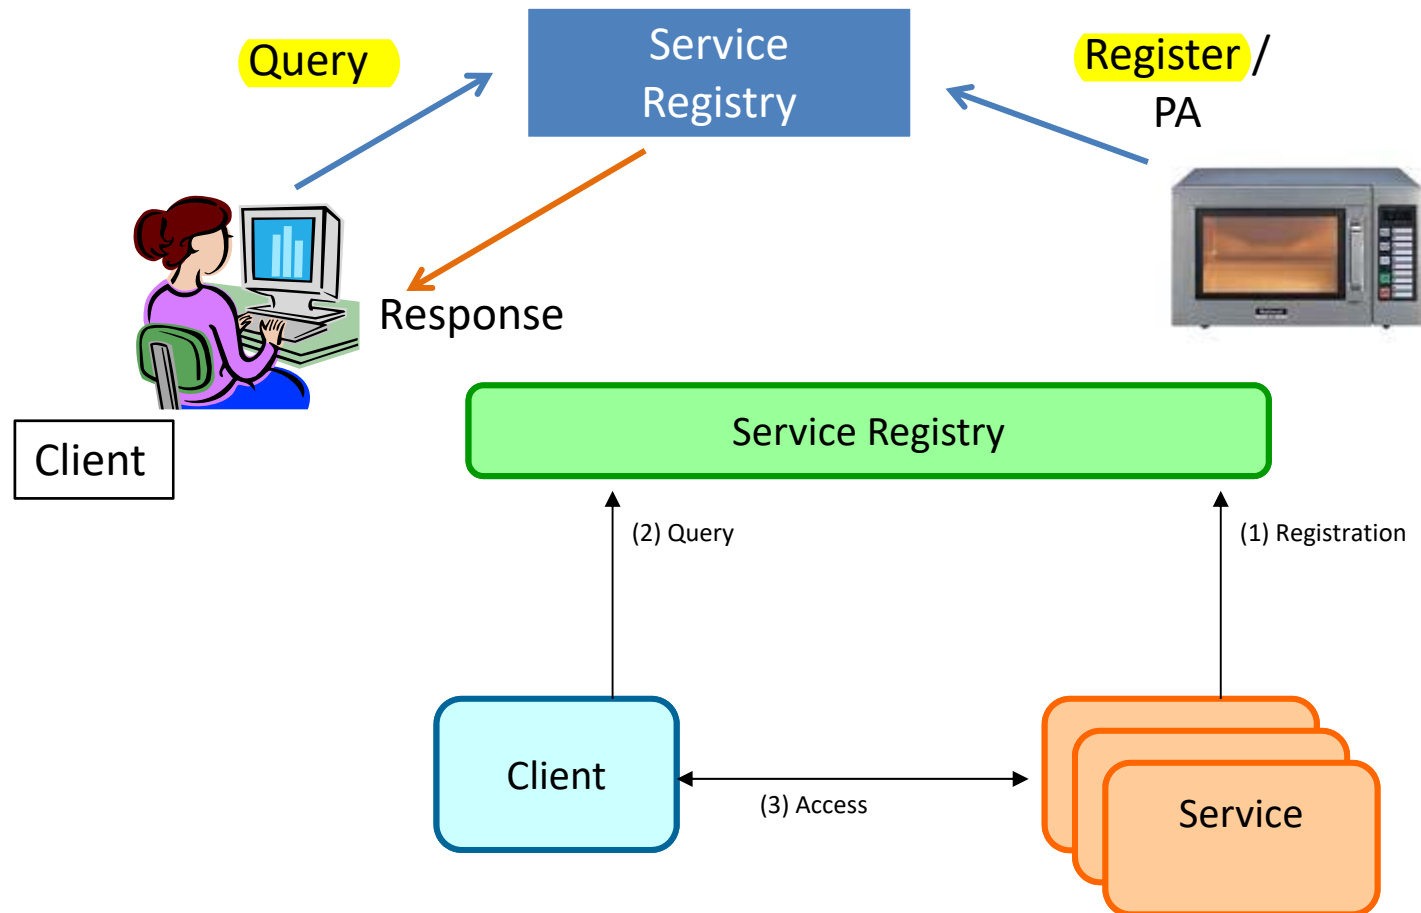 Query
Service
Registry
Register /
PA
Response
Client
Service Registry
(2) Query
(1) Registration
Client
(3) Access
Service